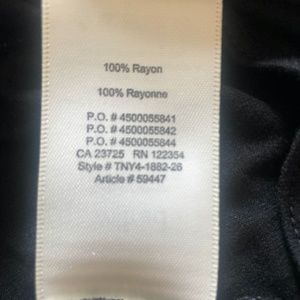 100% Rayon
100% Rayonne
P.O. # 4500055841
P.O. # 4500055842
P.O. # 4500055844
CA 23725 RN 122354
Style # TNY4-1882-26
Article # 59447